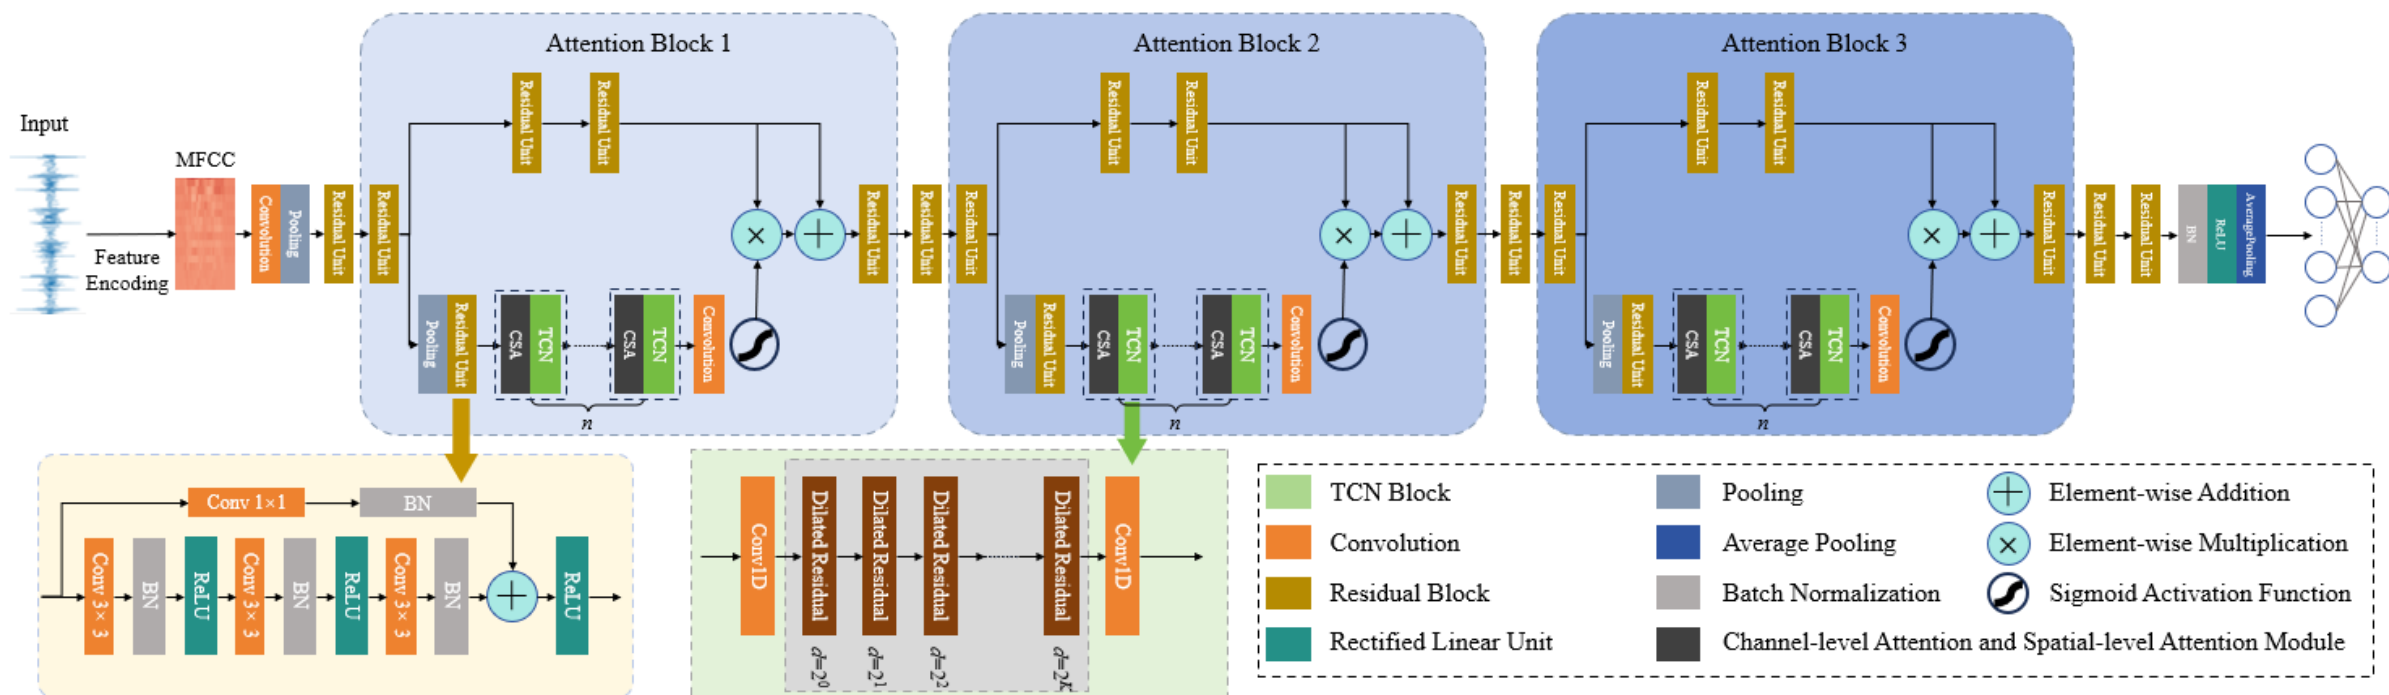 Attention Block 1
Attention Block 2
Attention Block 3
Input
Feature
Encoding
MFCC
Convolution
Pooling
Residual Unit
Residual Unit
Residual Unit
Residual Unit
Pooling
Residual Unit
CSA
TCN
CSA
TCN
Convolution
n
Residual Unit
Residual Unit
Residual Unit
Residual Unit
Residual Unit
Pooling
Residual Unit
CSA
TCN
CSA
TCN
Convolution
n
Residual Unit
Residual Unit
Residual Unit
Residual Unit
Residual Unit
Pooling
Residual Unit
CSA
TCN
CSA
TCN
Convolution
n
Residual Unit
Residual Unit
Residual Unit
BN
ReLU
AveragePooling
Conv 1×1
BN
Conv 3×3
BN
ReLU
Conv 3×3
BN
ReLU
Conv 3×3
BN
ReLU
Conv1D
Dilated Residual
Dilated Residual
Dilated Residual
Dilated Residual
Conv1D
d=2⁰
d=2¹
d=2²
d=2ᴷ
TCN Block
Convolution
Residual Block
Rectified Linear Unit
Pooling
Average Pooling
Batch Normalization
Channel-level Attention and Spatial-level Attention Module
Element-wise Addition
Element-wise Multiplication
Sigmoid Activation Function